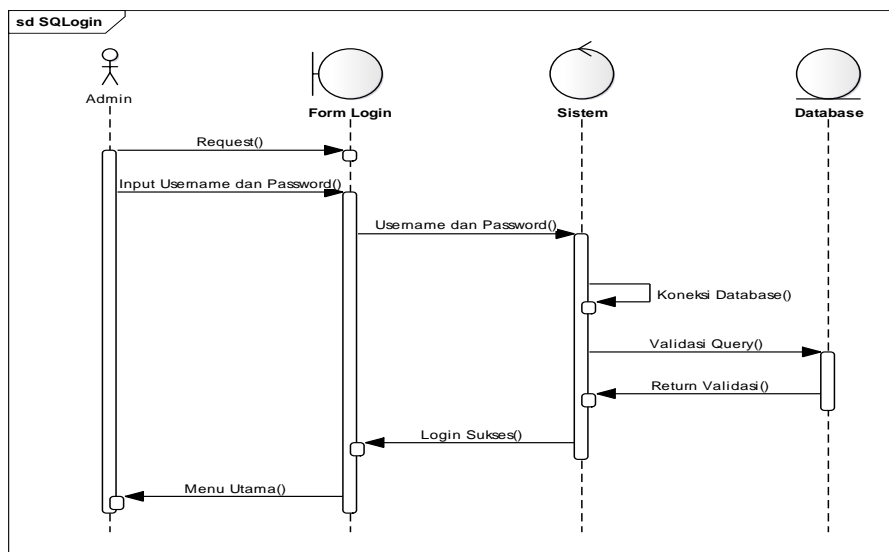 sd SQLogin
Admin
Form Login
Sistem
Database
Request()
Input Username dan Password()
Username dan Password()
Koneksi Database()
Validasi Query()
Return Validasi()
Login Sukses()
Menu Utama()